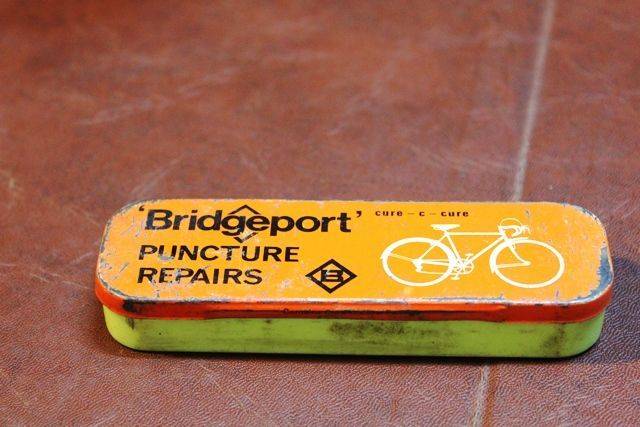 'Bridgeport' cure-c-cure
PUNCTURE
REPAIRS
B